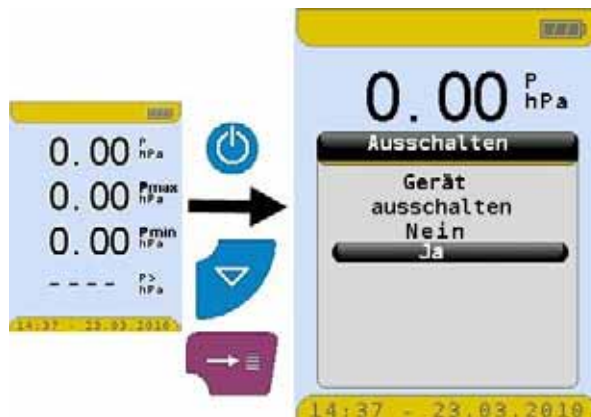 0.00 P hPa
0.00 Pmax hPa
0.00 Pmin hPa
---- P> hPa
14:37 - 23.03.2010
0.00 P hPa
Ausschalten
Gerät
ausschalten
Nein
Ja
14:37 - 23.03.2010